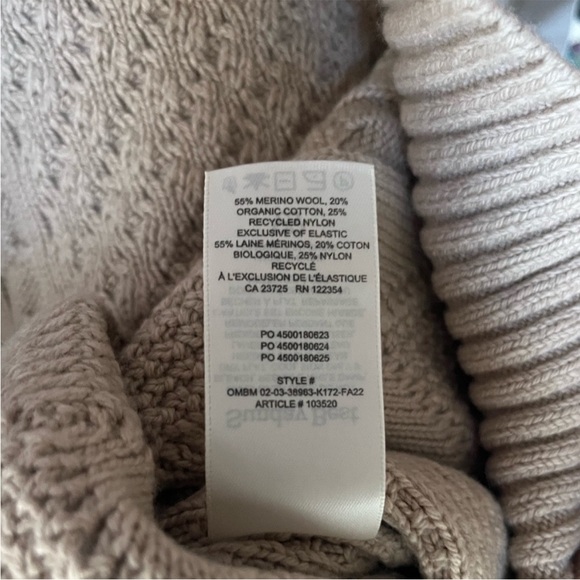 55% MERINO WOOL, 20%
ORGANIC COTTON, 25%
RECYCLED NYLON
EXCLUSIVE OF ELASTIC
55% LAINE MÉRINOS, 20% COTON
BIOLOGIQUE, 25% NYLON
RECYCLÉ
À L'EXCLUSION DE L'ÉLASTIQUE
CA 23725 RN 122354
PO 4500180623
PO 4500180624
PO 4500180625
STYLE #
OMBM 02-03-38963-K172-FA22
ARTICLE # 103520
Sunday Best